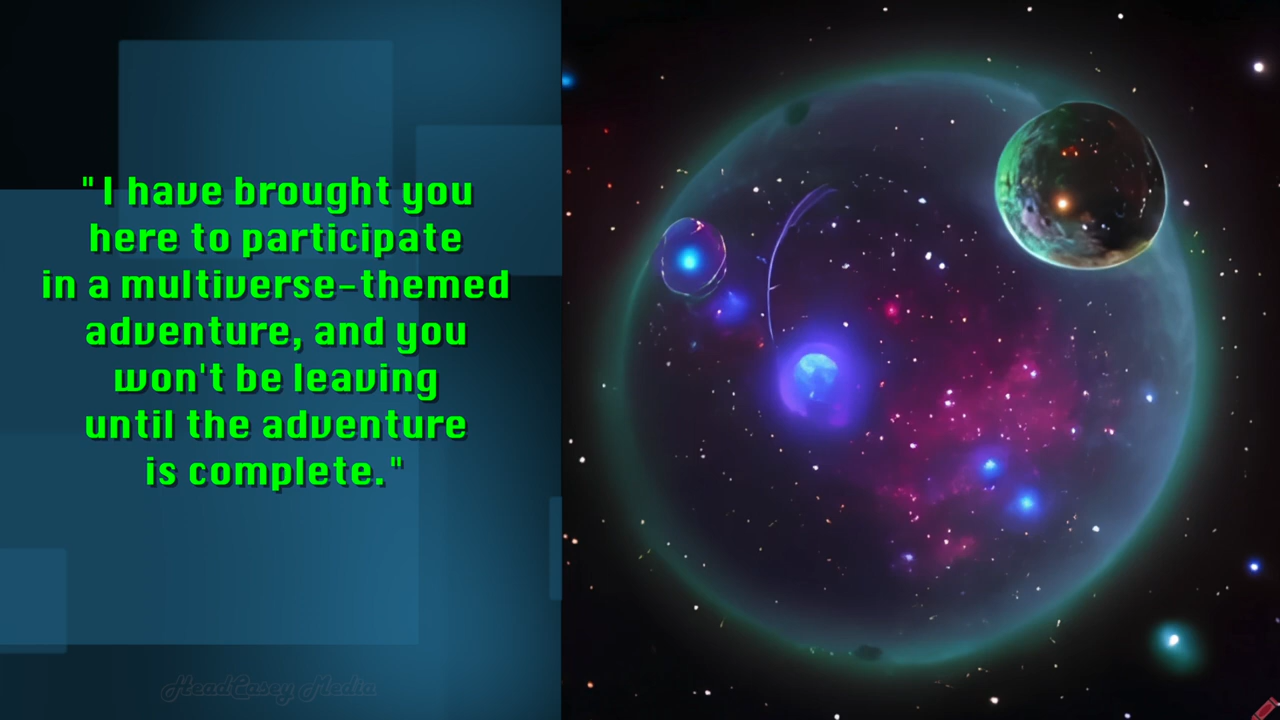 "I have brought you
here to participate
in a multiverse-themed
adventure, and you
won't be leaving
until the adventure
is complete."
HeadCasey Media